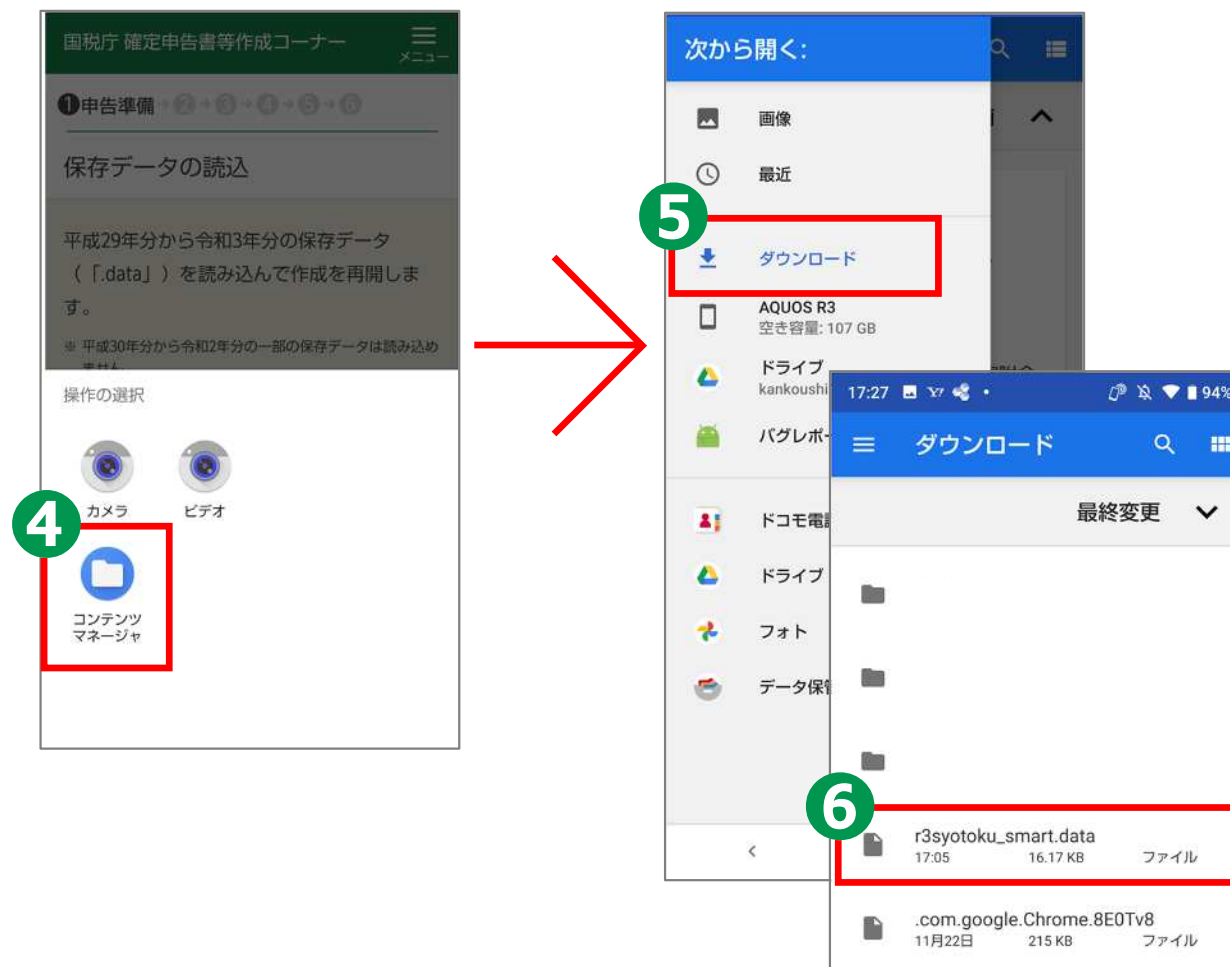 国税庁 確定申告書等作成コーナー
メニュー
1申告準備 2 3 4 5 6
保存データの読込
平成29年分から令和3年分の保存データ
(「.data」)を読み込んで作成を再開しま
す。
※ 平成30年分から令和2年分の一部の保存データは読み込め
操作の選択
カメラ
ビデオ
4
コンテンツ
マネージャ
次から開く:
画像
最近
5
ダウンロード
AQUOS R3
空き容量: 107 GB
ドライブ
kankoushi
バグレポー
ドコモ電話
ドライブ
フォト
データ保管
17:27
94%
ダウンロード
最終変更
6
r3syotoku_smart.data
17:05 16.17 KB ファイル
.com.google.Chrome.8E0Tv8
11月22日 215 KB ファイル